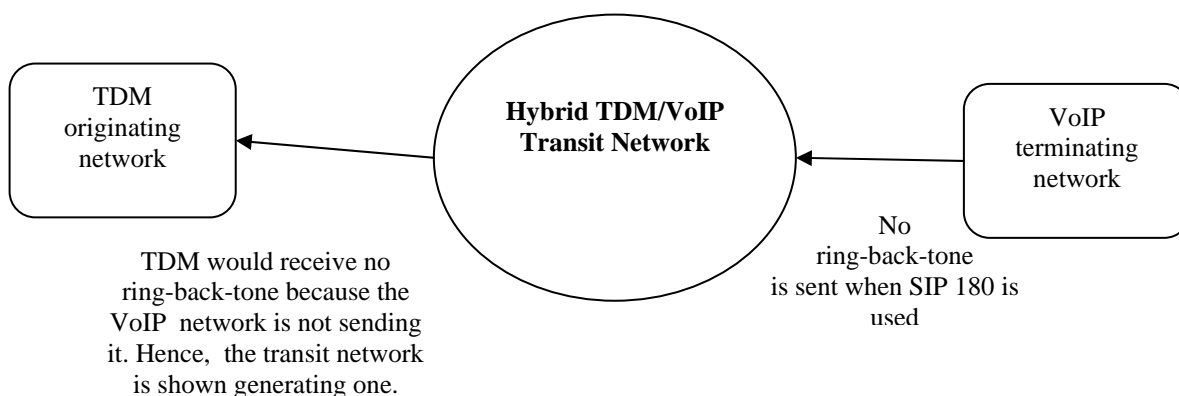 TDM
originating
network
Hybrid TDM/VoIP
Transit Network
VoIP
terminating
network
TDM would receive no
ring-back-tone because the
VoIP network is not sending
it. Hence, the transit network
is shown generating one.
No
ring-back-tone
is sent when SIP 180 is
used